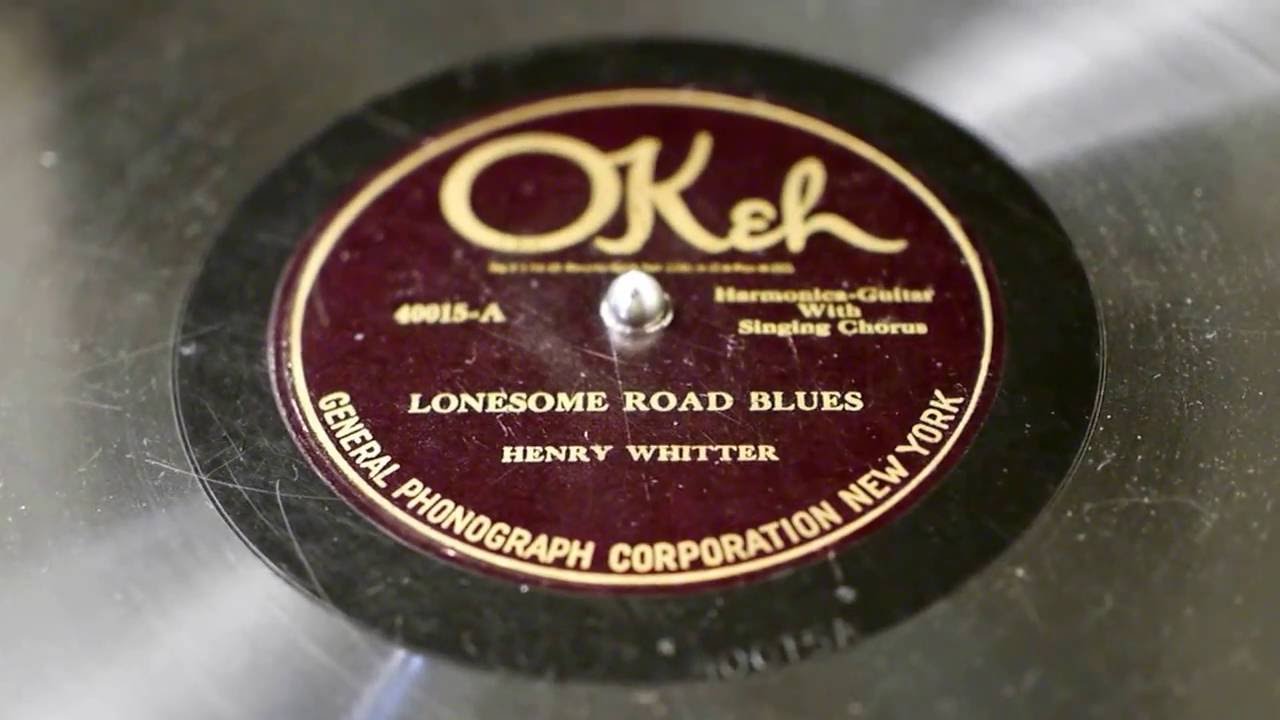 OKeh
40015-A
Harmonica-Guitar
With
Singing Chorus
LONESOME ROAD BLUES
HENRY WHITTER
GENERAL PHONOGRAPH CORPORATION NEW YORK